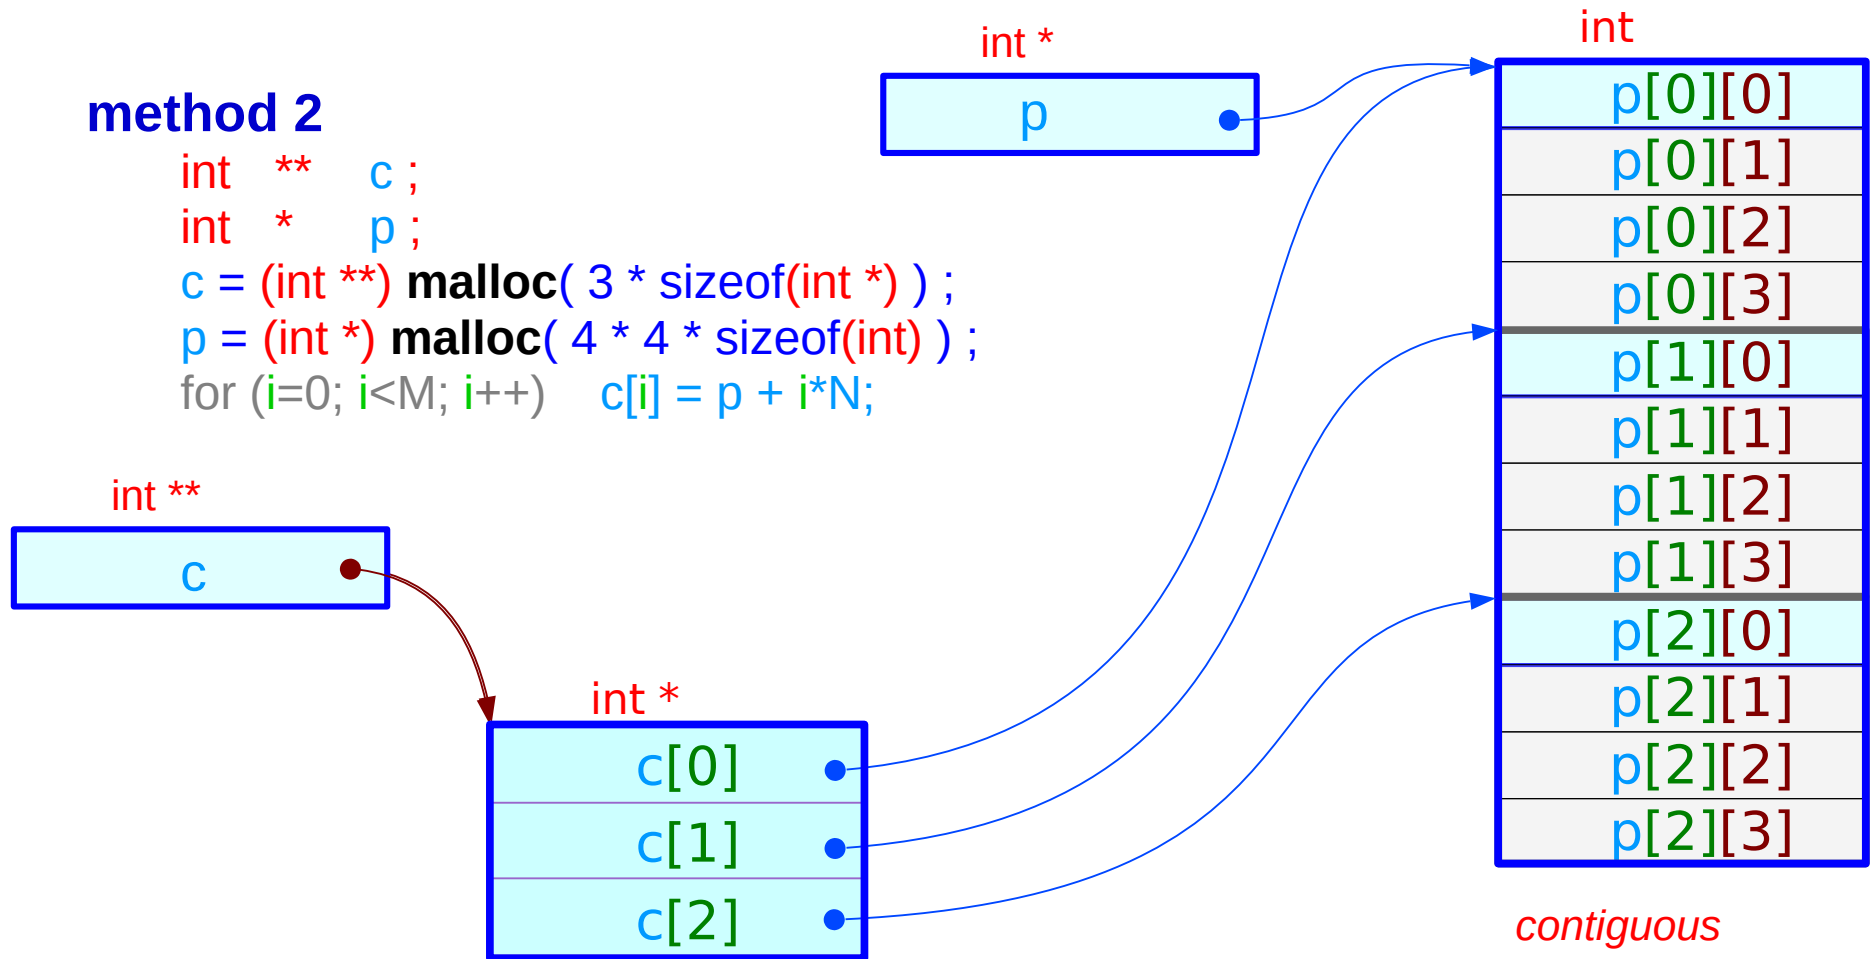 method 2
int ** c ;
int * p ;
c = (int **) malloc( 3 * sizeof(int *) ) ;
p = (int *) malloc( 4 * 4 * sizeof(int) ) ;
for (i=0; i<M; i++) c[i] = p + i*N;
int *
p
int **
c
int *
c[0]
c[1]
c[2]
int
p[0][0]
p[0][1]
p[0][2]
p[0][3]
p[1][0]
p[1][1]
p[1][2]
p[1][3]
p[2][0]
p[2][1]
p[2][2]
p[2][3]
contiguous